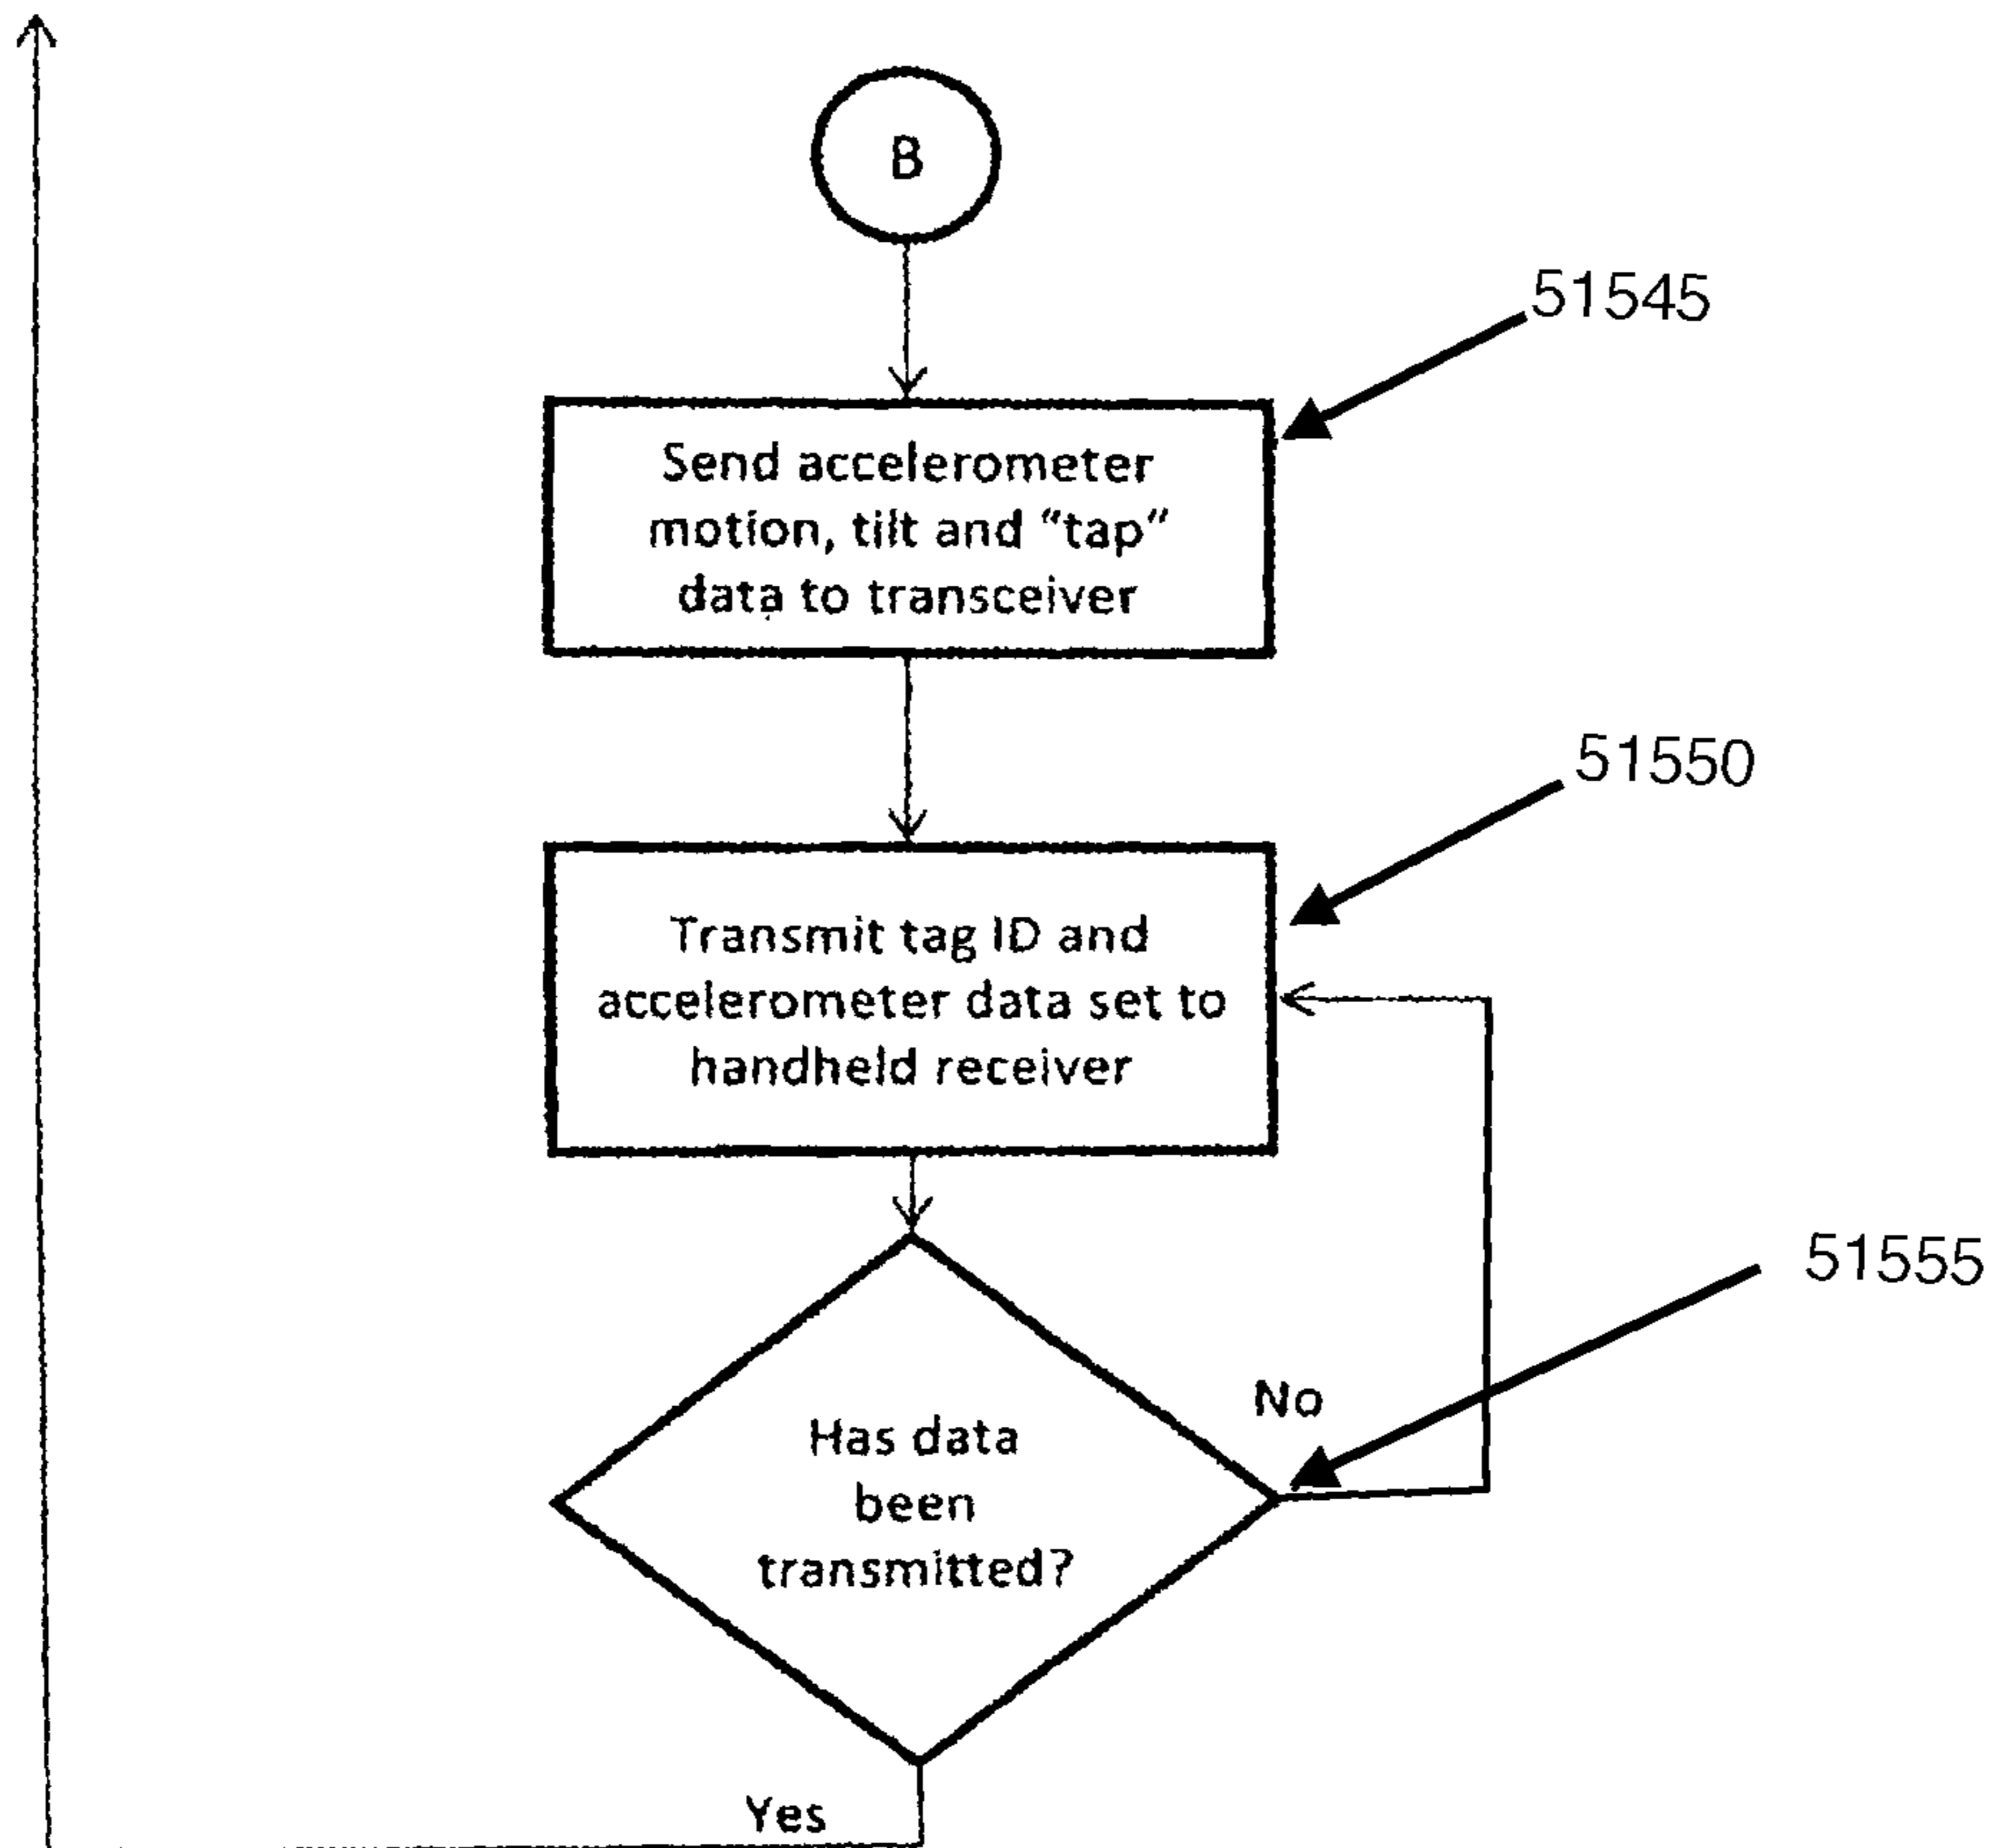 B
51545
Send accelerometer
motion, tilt and “tap”
data to transceiver
51550
Transmit tag ID and
accelerometer data set to
handheld receiver
51555
No
Has data
been
transmitted?
Yes